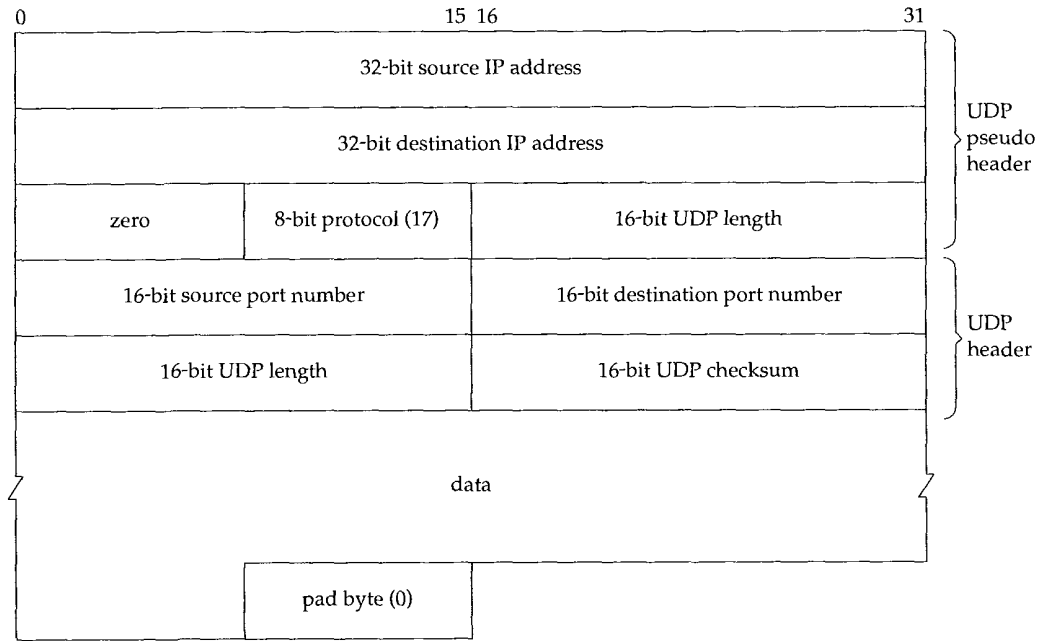 0 15 16 31
32-bit source IP address
32-bit destination IP address
UDP
pseudo
header
zero 8-bit protocol (17) 16-bit UDP length
16-bit source port number 16-bit destination port number
UDP
header
16-bit UDP length 16-bit UDP checksum
data
pad byte (0)